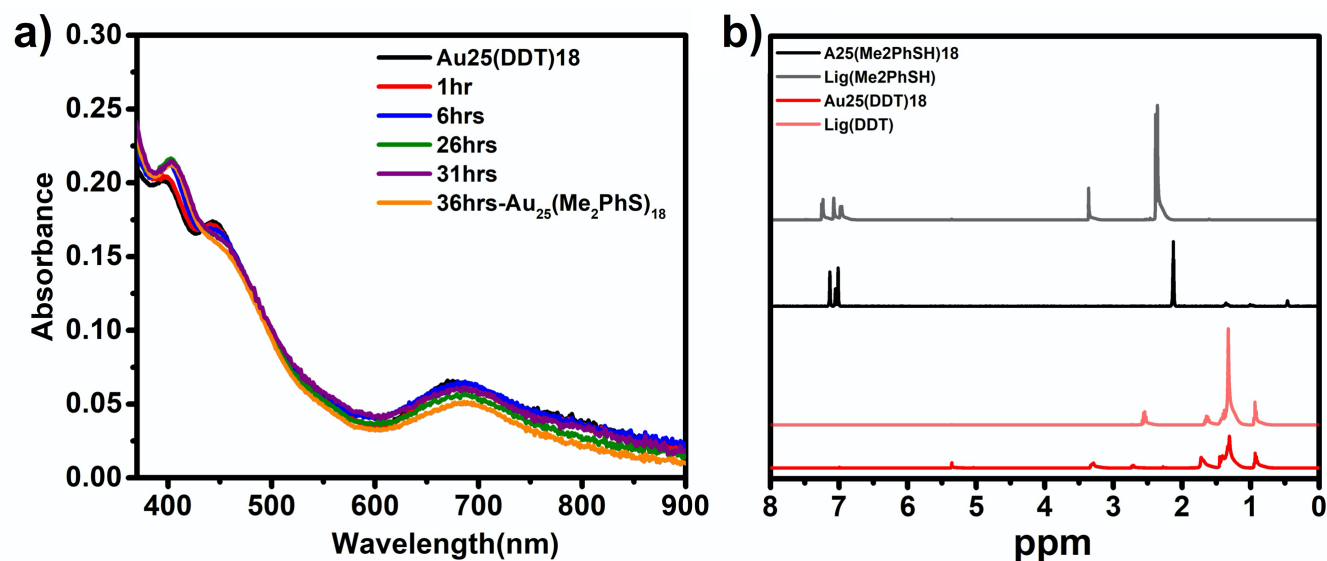 a)
0.30
0.25
0.20
0.15
0.10
0.05
0.00
Absorbance
400 500 600 700 800 900
Wavelength(nm)
Au25(DDT)18
1hr
6hrs
26hrs
31hrs
36hrs-Au₂₅(Me₂PhS)₁₈
b)
A25(Me2PhSH)18
Lig(Me2PhSH)
Au25(DDT)18
Lig(DDT)
8 7 6 5 4 3 2 1 0
ppm